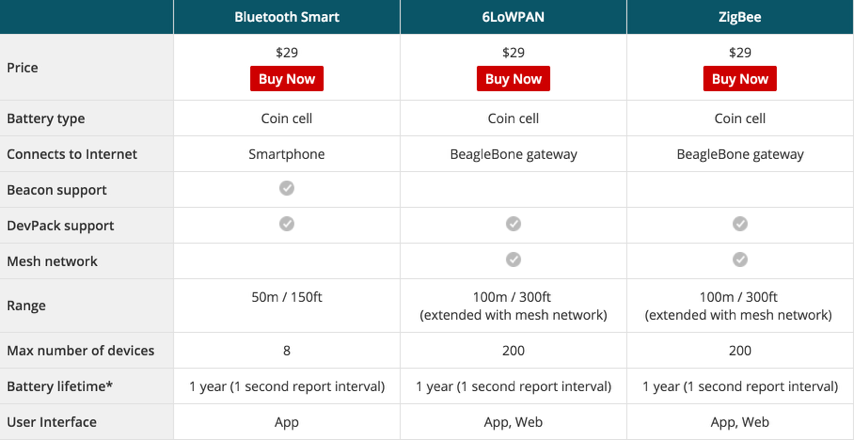 Bluetooth Smart 6LoWPAN ZigBee
Price $29 $29 $29
Buy Now Buy Now Buy Now
Battery type Coin cell Coin cell Coin cell
Connects to Internet Smartphone BeagleBone gateway BeagleBone gateway
Beacon support
DevPack support
Mesh network
Range 50m / 150ft 100m / 300ft 100m / 300ft
(extended with mesh network) (extended with mesh network)
Max number of devices 8 200 200
Battery lifetime* 1 year (1 second report interval) 1 year (1 second report interval) 1 year (1 second report interval)
User Interface App App, Web App, Web